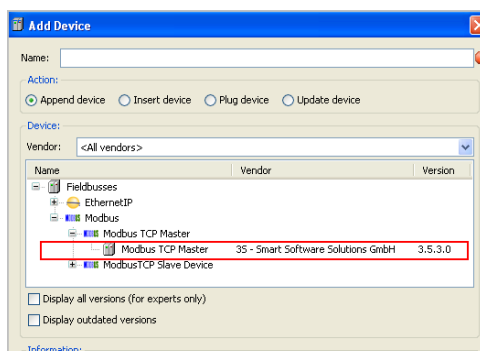 Add Device
Name:
Action:
Append device Insert device Plug device Update device
Device:
Vendor: <All vendors>
Name Vendor Version
Fieldbusses
EthernetIP
Modbus
Modbus TCP Master
Modbus TCP Master 3S - Smart Software Solutions GmbH 3.5.3.0
ModbusTCP Slave Device
Display all versions (for experts only)
Display outdated versions
Information: